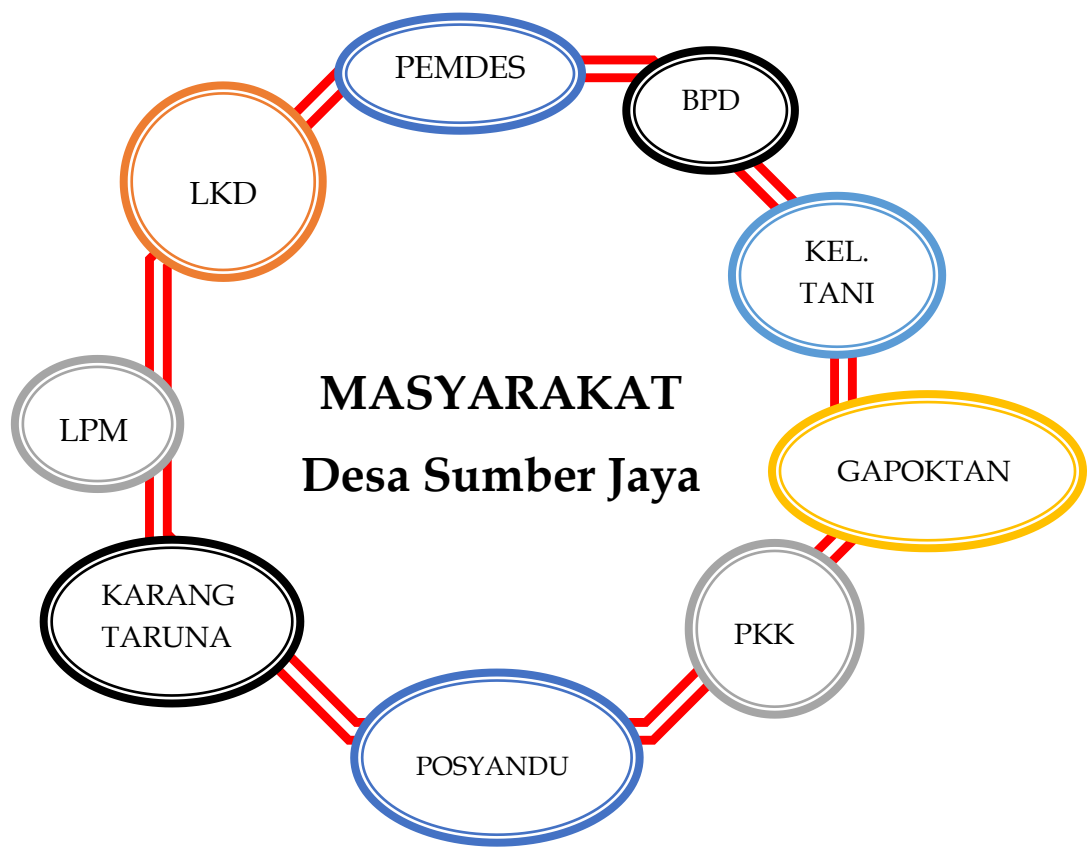 PEMDES
BPD
LKD
KEL.
TANI
MASYARAKAT
Desa Sumber Jaya
LPM
GAPOKTAN
KARANG
TARUNA
PKK
POSYANDU